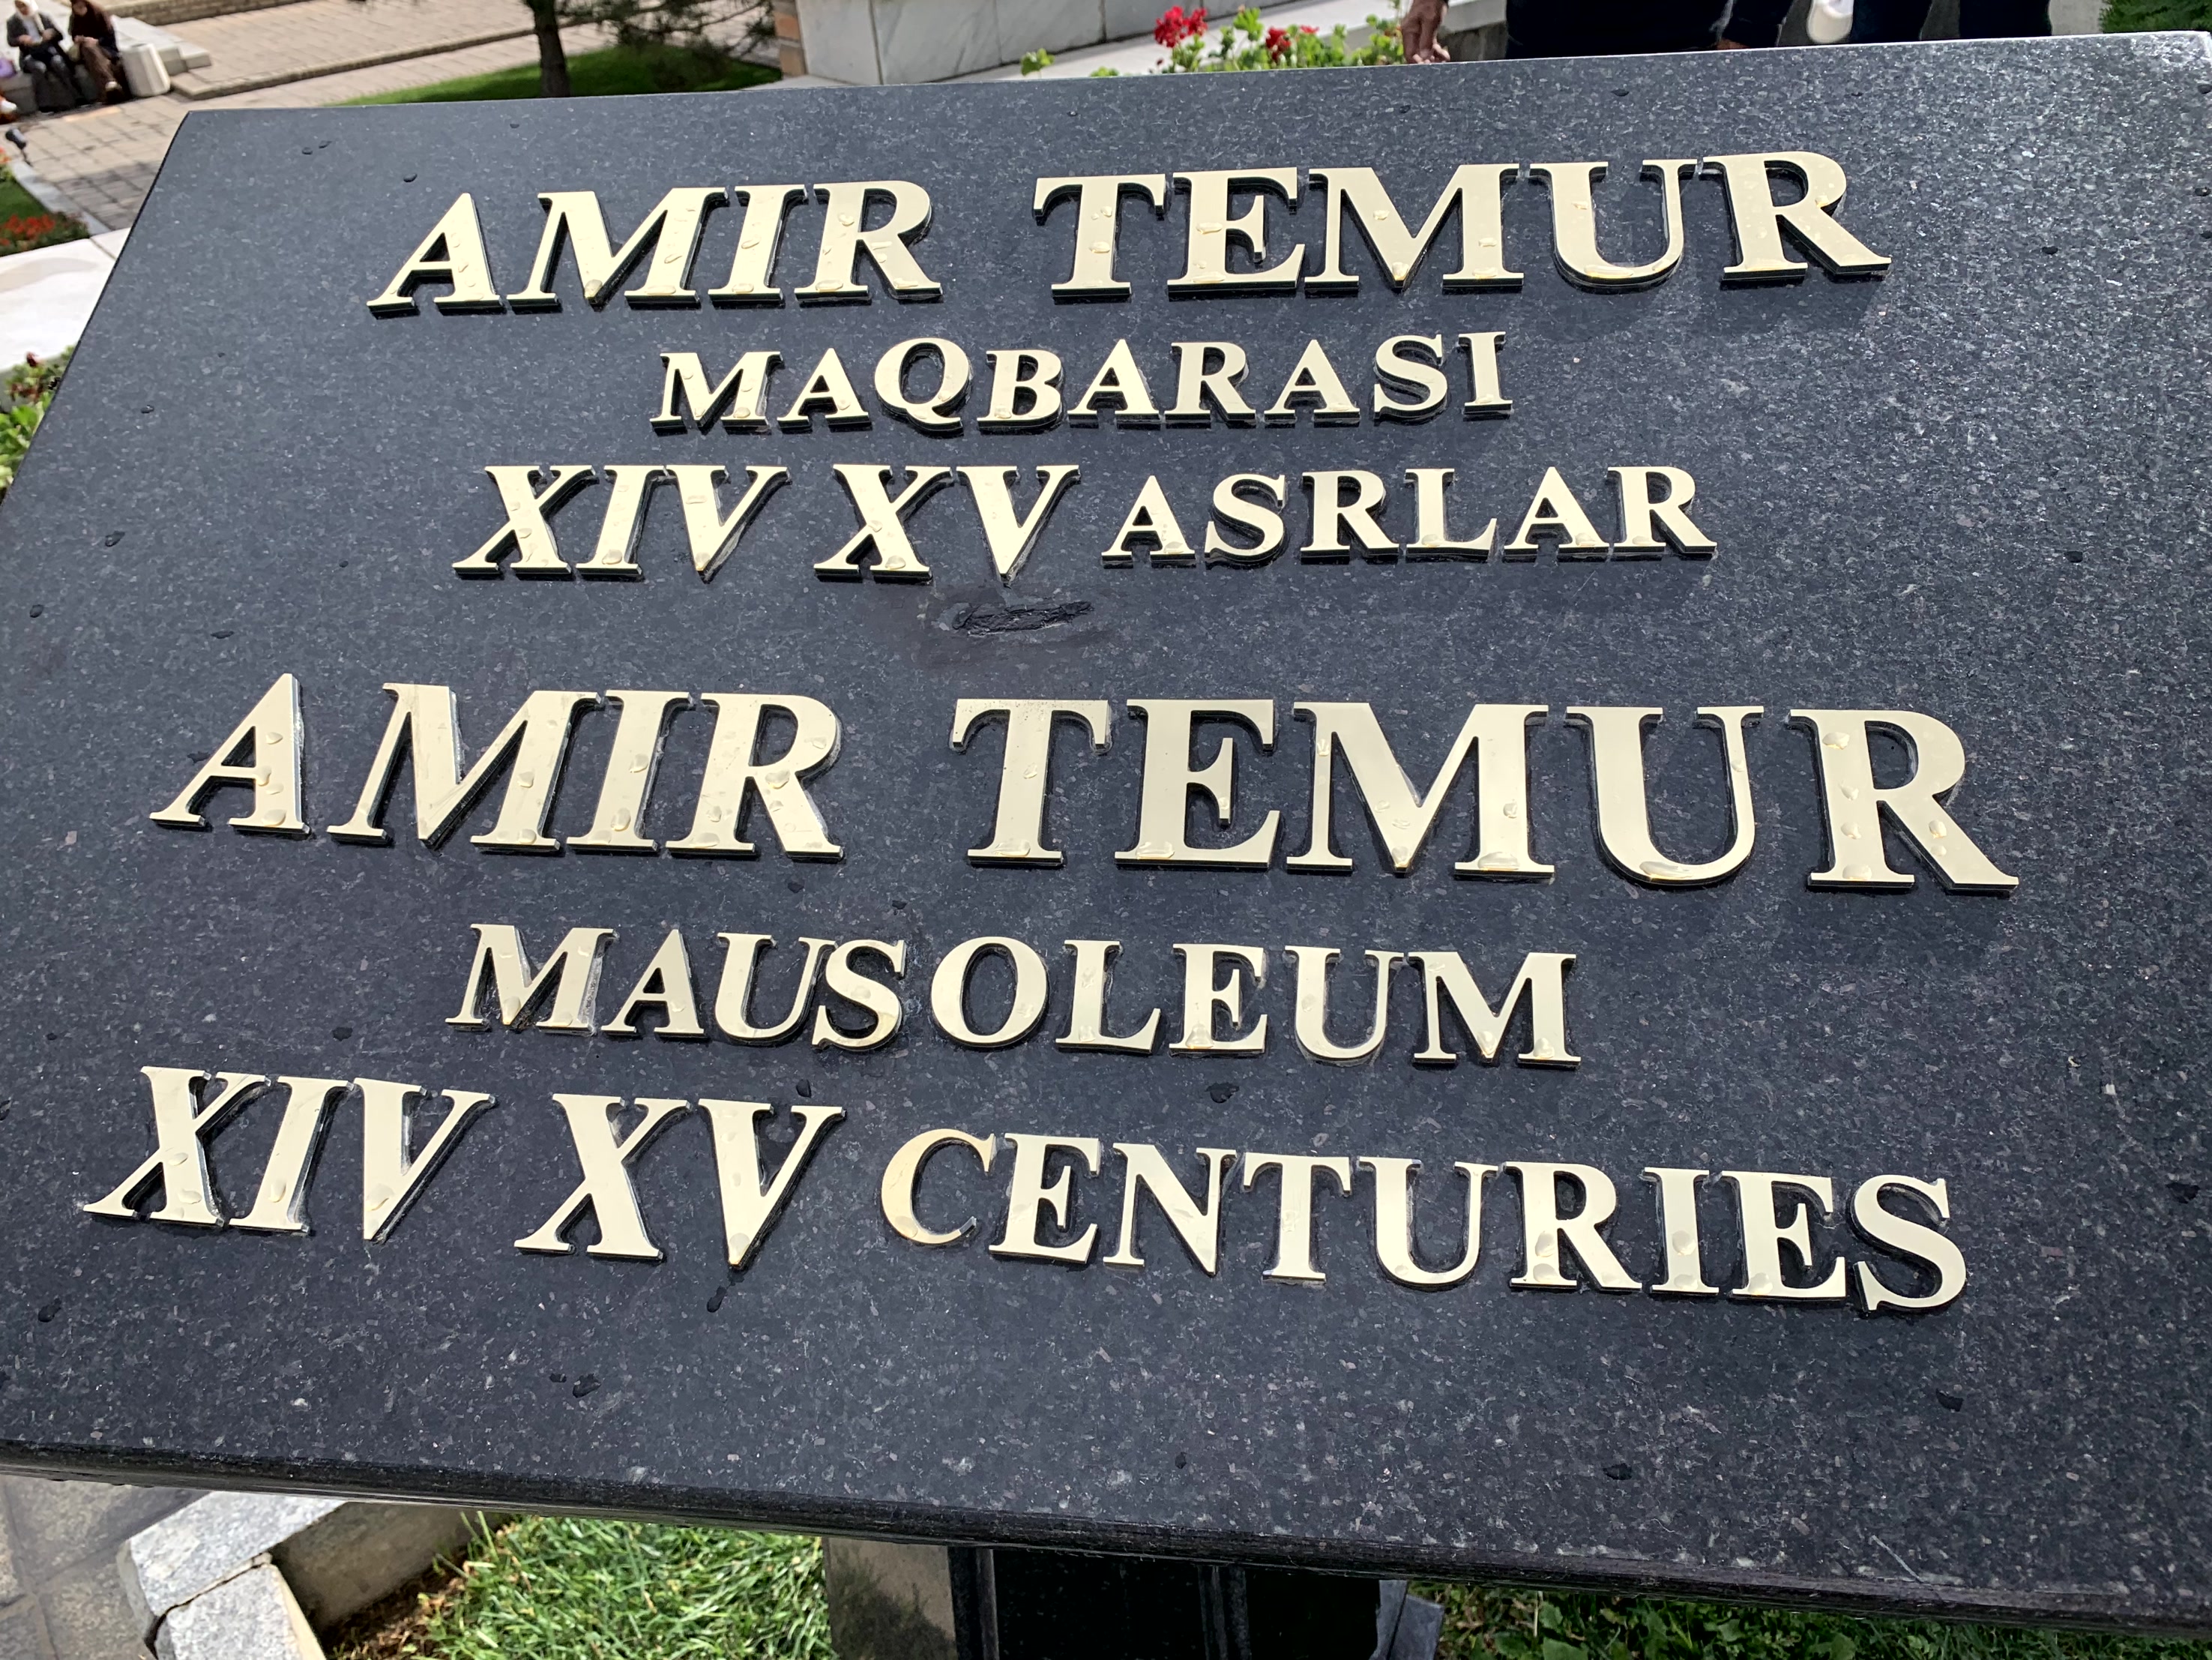 AMIR TEMUR
MAQBARASI
XIV XV ASRLAR
AMIR TEMUR
MAUSOLEUM
XIV XV CENTURIES